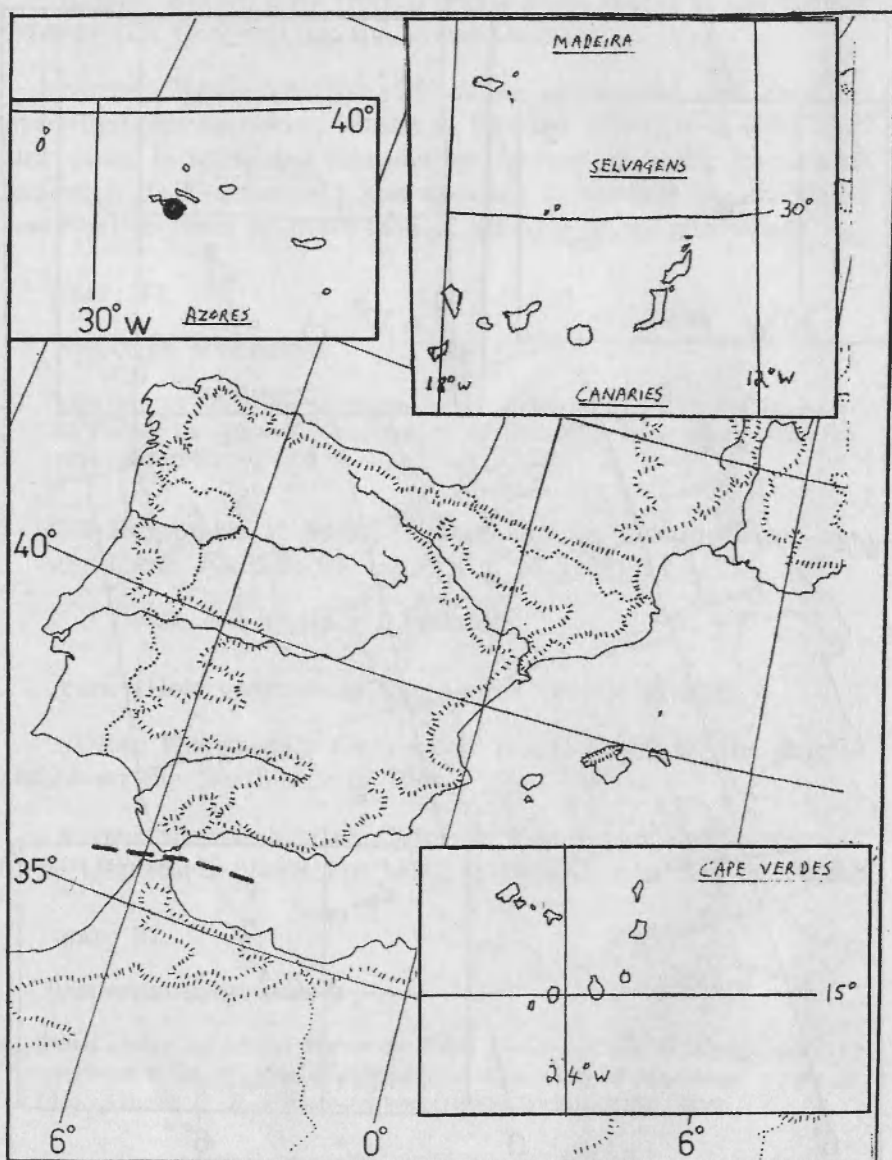 MADEIRA
40°
SELVAGENS
30°
30° W
AZORES
18° W
12° W
CANARIES
40°
35°
CAPE VERDES
15°
24° W
6°
0°
6°